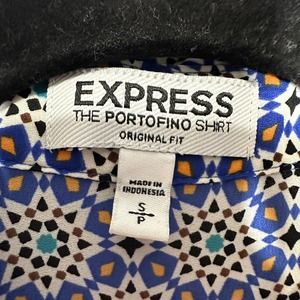 EXPRESS
THE PORTOFINO SHIRT
ORIGINAL FIT
MADE IN
INDONESIA
S
P